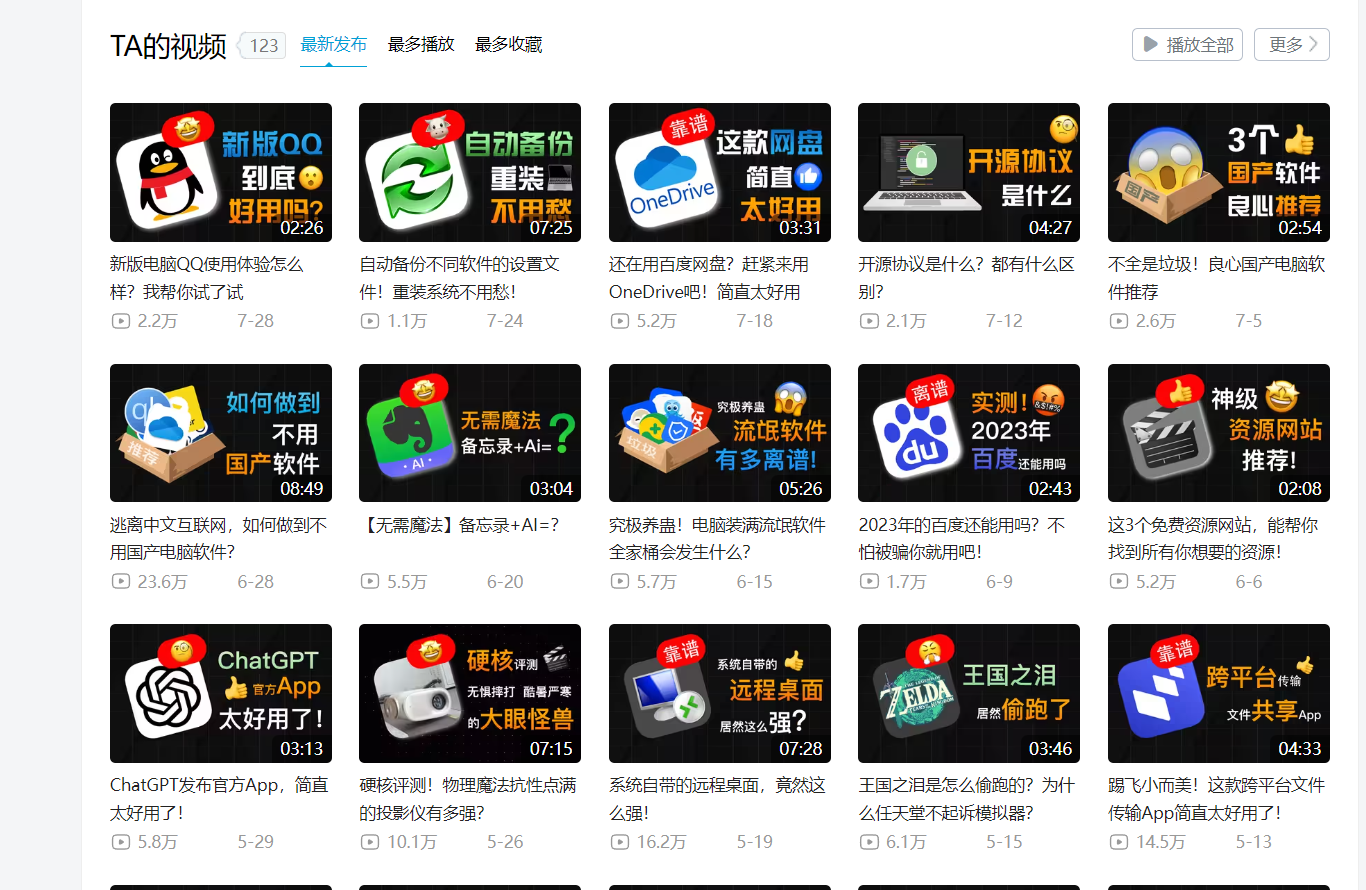 TA的视频 123 最新发布 最多播放 最多收藏 播放全部 更多
新版QQ
到底
好用吗?
02:26
自动备份
重装
不用愁
07:25
靠谱
这款网盘
简直
太好用
OneDrive
03:31
开源协议
是什么
04:27
3个
国产软件
良心推荐
国产
02:54
新版电脑QQ使用体验怎么
样？我帮你试了试
2.2万 7-28
自动备份不同软件的设置文
件！重装系统不用愁！
1.1万 7-24
还在用百度网盘？赶紧来用
OneDrive吧！简直太好用
5.2万 7-18
开源协议是什么？都有什么区
别？
2.1万 7-12
不全是垃圾！良心国产电脑软
件推荐
2.6万 7-5
如何做到
不用
国产软件
推荐
08:49
无需魔法
备忘录+Ai=?
AI
03:04
究极养蛊
流氓软件
有多离谱!
垃圾
05:26
离谱
实测!
2023年
百度还能用吗
du
02:43
神级
资源网站
推荐!
02:08
逃离中文互联网，如何做到不
用国产电脑软件？
23.6万 6-28
【无需魔法】备忘录+AI=？
5.5万 6-20
究极养蛊！电脑装满流氓软件
全家桶会发生什么？
5.7万 6-15
2023年的百度还能用吗？不
怕被骗你就用吧！
1.7万 6-9
这3个免费资源网站，能帮你
找到所有你想要的资源！
5.2万 6-6
ChatGPT
官方App
太好用了!
03:13
硬核评测
无惧摔打 酷暑严寒
的大眼怪兽
07:15
靠谱
系统自带的
远程桌面
居然这么强?
07:28
王国之泪
居然偷跑了
ZELDA
03:46
靠谱
跨平台传输
文件共享App
04:33
ChatGPT发布官方App，简直
太好用了！
5.8万 5-29
硬核评测！物理魔法抗性点满
的投影仪有多强？
10.1万 5-26
系统自带的远程桌面，竟然这
么强！
16.2万 5-19
王国之泪是怎么偷跑的？为什
么任天堂不起诉模拟器？
6.1万 5-15
踢飞小而美！这款跨平台文件
传输App简直太好用了！
14.5万 5-13